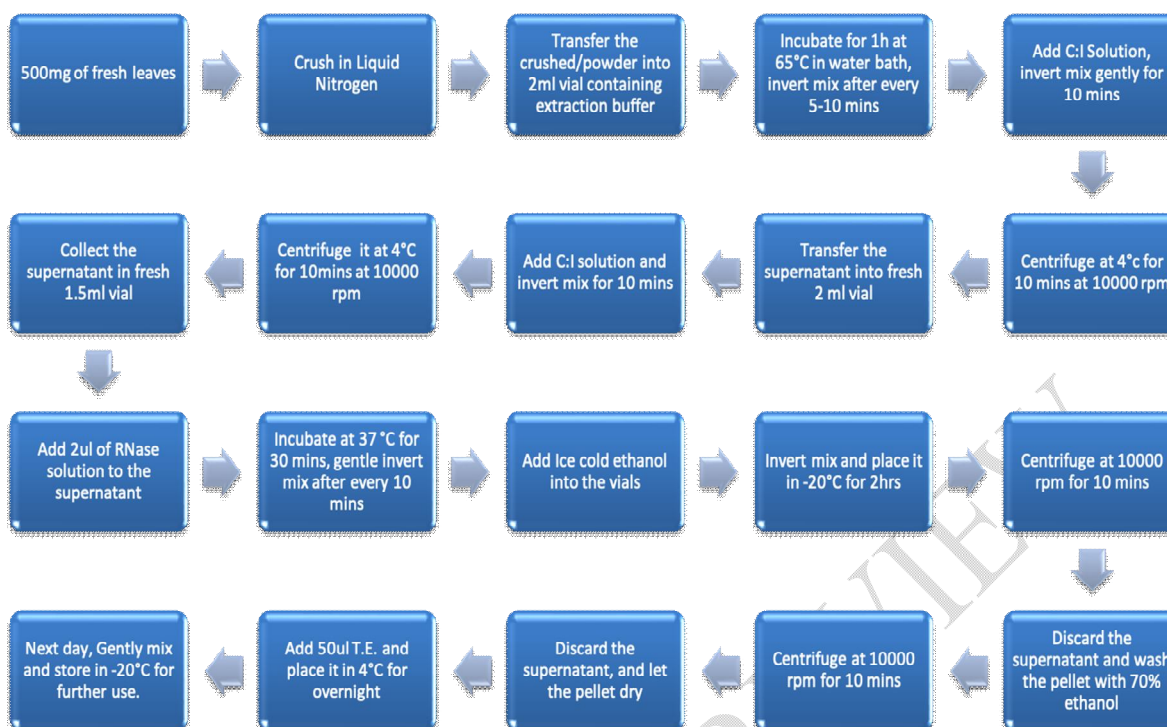 500mg of fresh leaves
Crush in Liquid
Nitrogen
Transfer the
crushed/powder into
2ml vial containing
extraction buffer
Incubate for 1h at
65°C in water bath,
invert mix after every
5-10 mins
Add C:I Solution,
invert mix gently for
10 mins
Centrifuge at 4°c for
10 mins at 10000 rpm
Transfer the
supernatant into fresh
2 ml vial
Add C:I solution and
invert mix for 10 mins
Centrifuge it at 4°C
for 10mins at 10000
rpm
Collect the
supernatant in fresh
1.5ml vial
Add 2ul of RNase
solution to the
supernatant
Incubate at 37 °C for
30 mins, gentle invert
mix after every 10
mins
Add Ice cold ethanol
into the vials
Invert mix and place it
in -20°C for 2hrs
Centrifuge at 10000
rpm for 10 mins
Discard the
supernatant and wash
the pellet with 70%
ethanol
Centrifuge at 10000
rpm for 10 mins
Discard the
supernatant, and let
the pellet dry
Add 50ul T.E. and
place it in 4°C for
overnight
Next day, Gently mix
and store in -20°C for
further use.